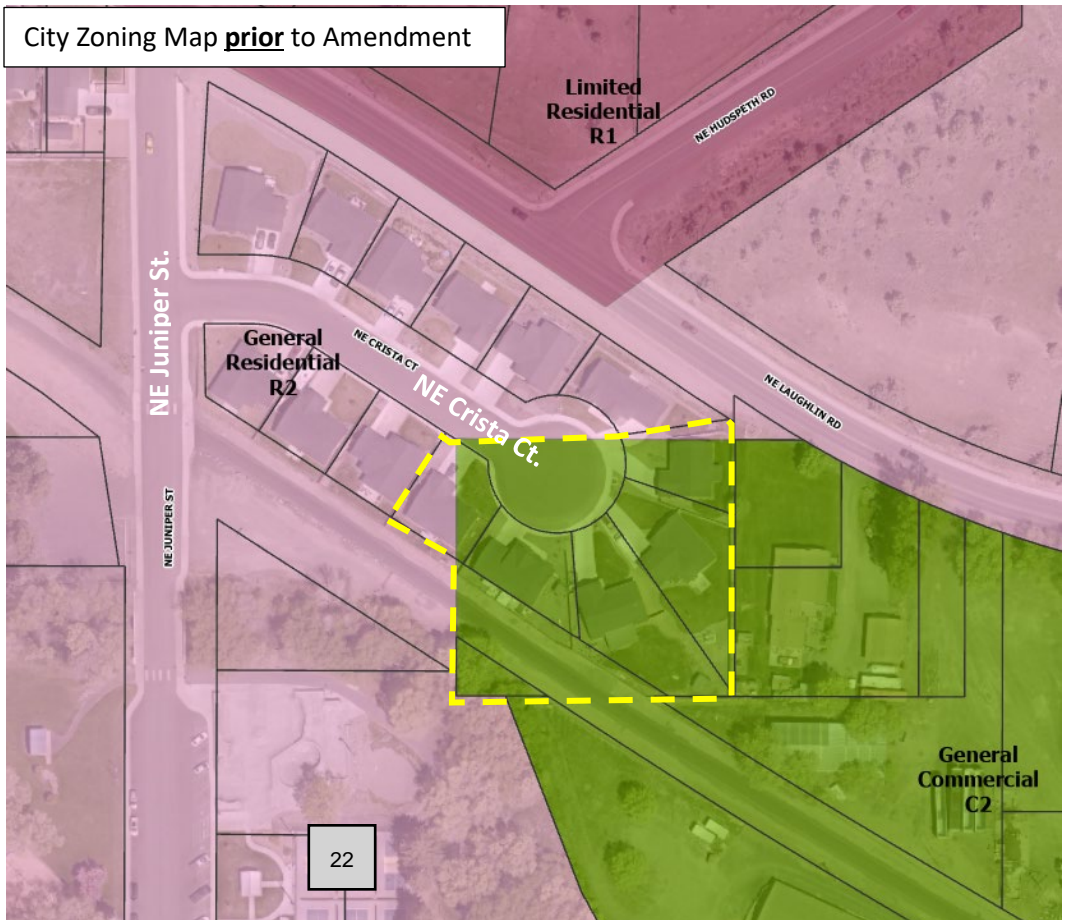 City Zoning Map prior to Amendment
Limited
Residential
R1
NE HUDSPETH RD
NE Juniper St.
General
Residential
R2
NE CRISTA CT
NE Crista Ct.
NE LAUGHLIN RD
NE JUNIPER ST
General
Commercial
C2
22